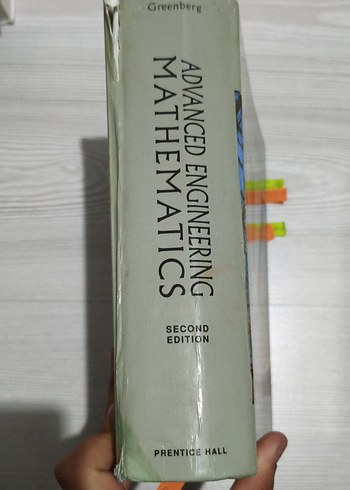 Greenberg
ADVANCED ENGINEERING
MATHEMATICS
SECOND
EDITION
PRENTICE HALL